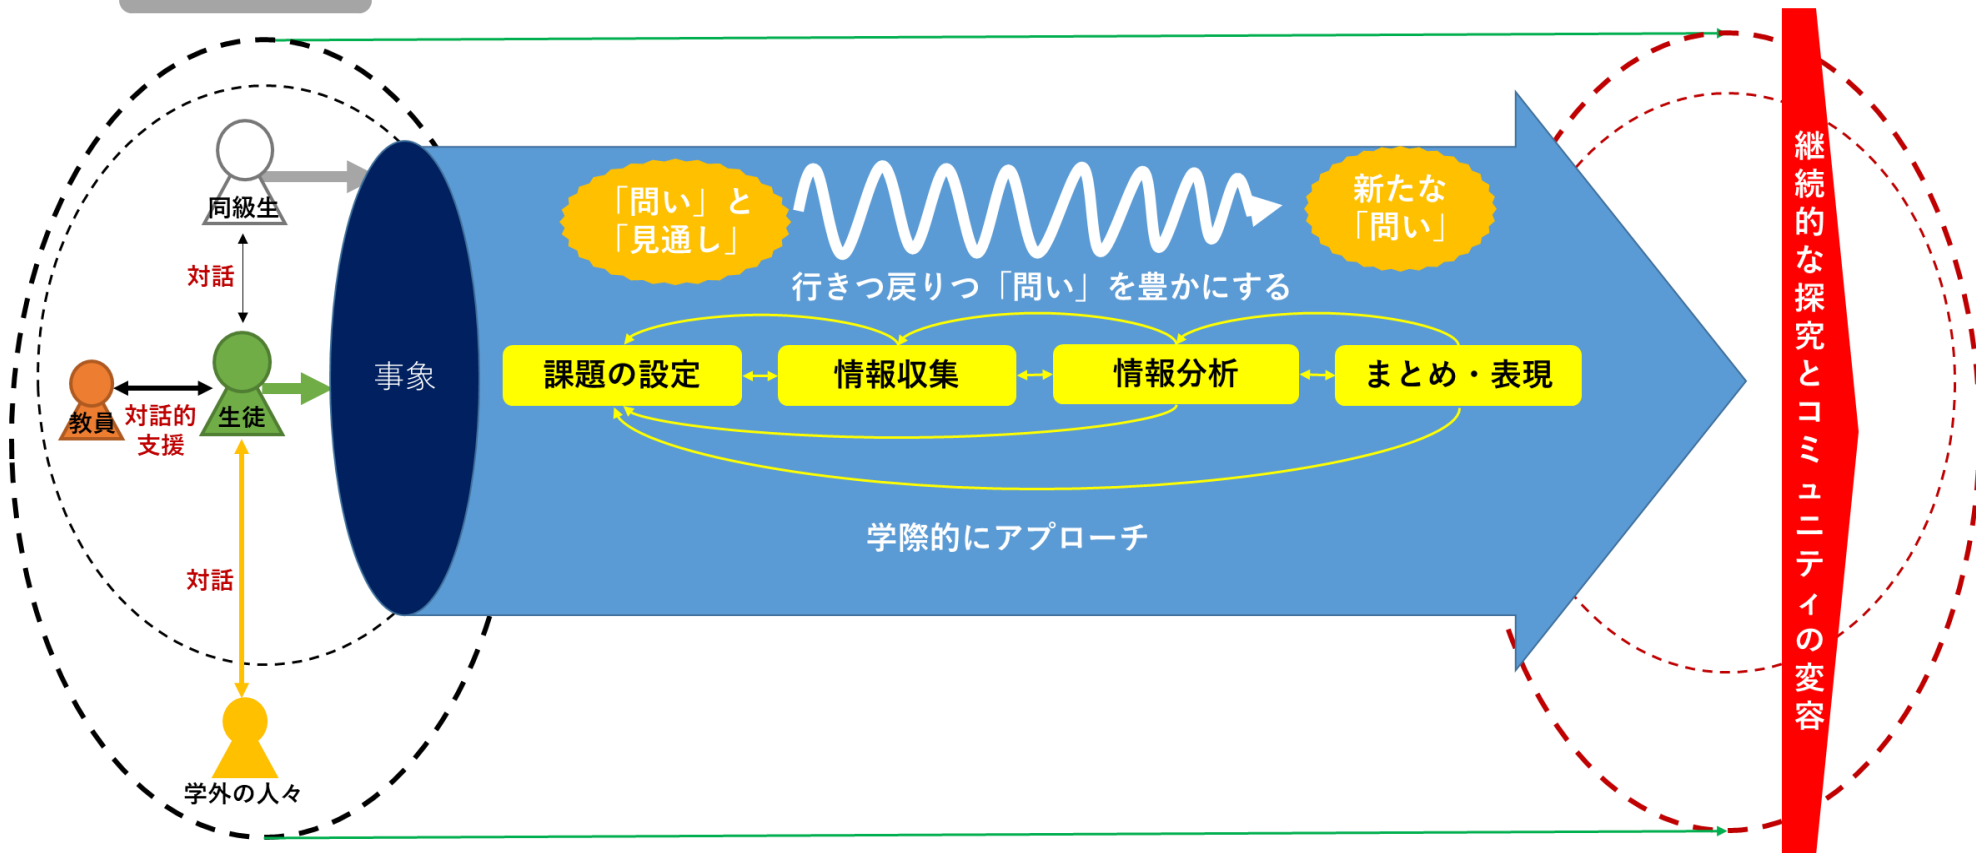 同級生
対話
教員
対話的
支援
生徒
対話
学外の人々
事象
「問い」と
「見通し」
新たな
「問い」
行きつ戻りつ「問い」を豊かにする
課題の設定
情報収集
情報分析
まとめ・表現
学際的にアプローチ
継続的な探究とコミュニティの変容